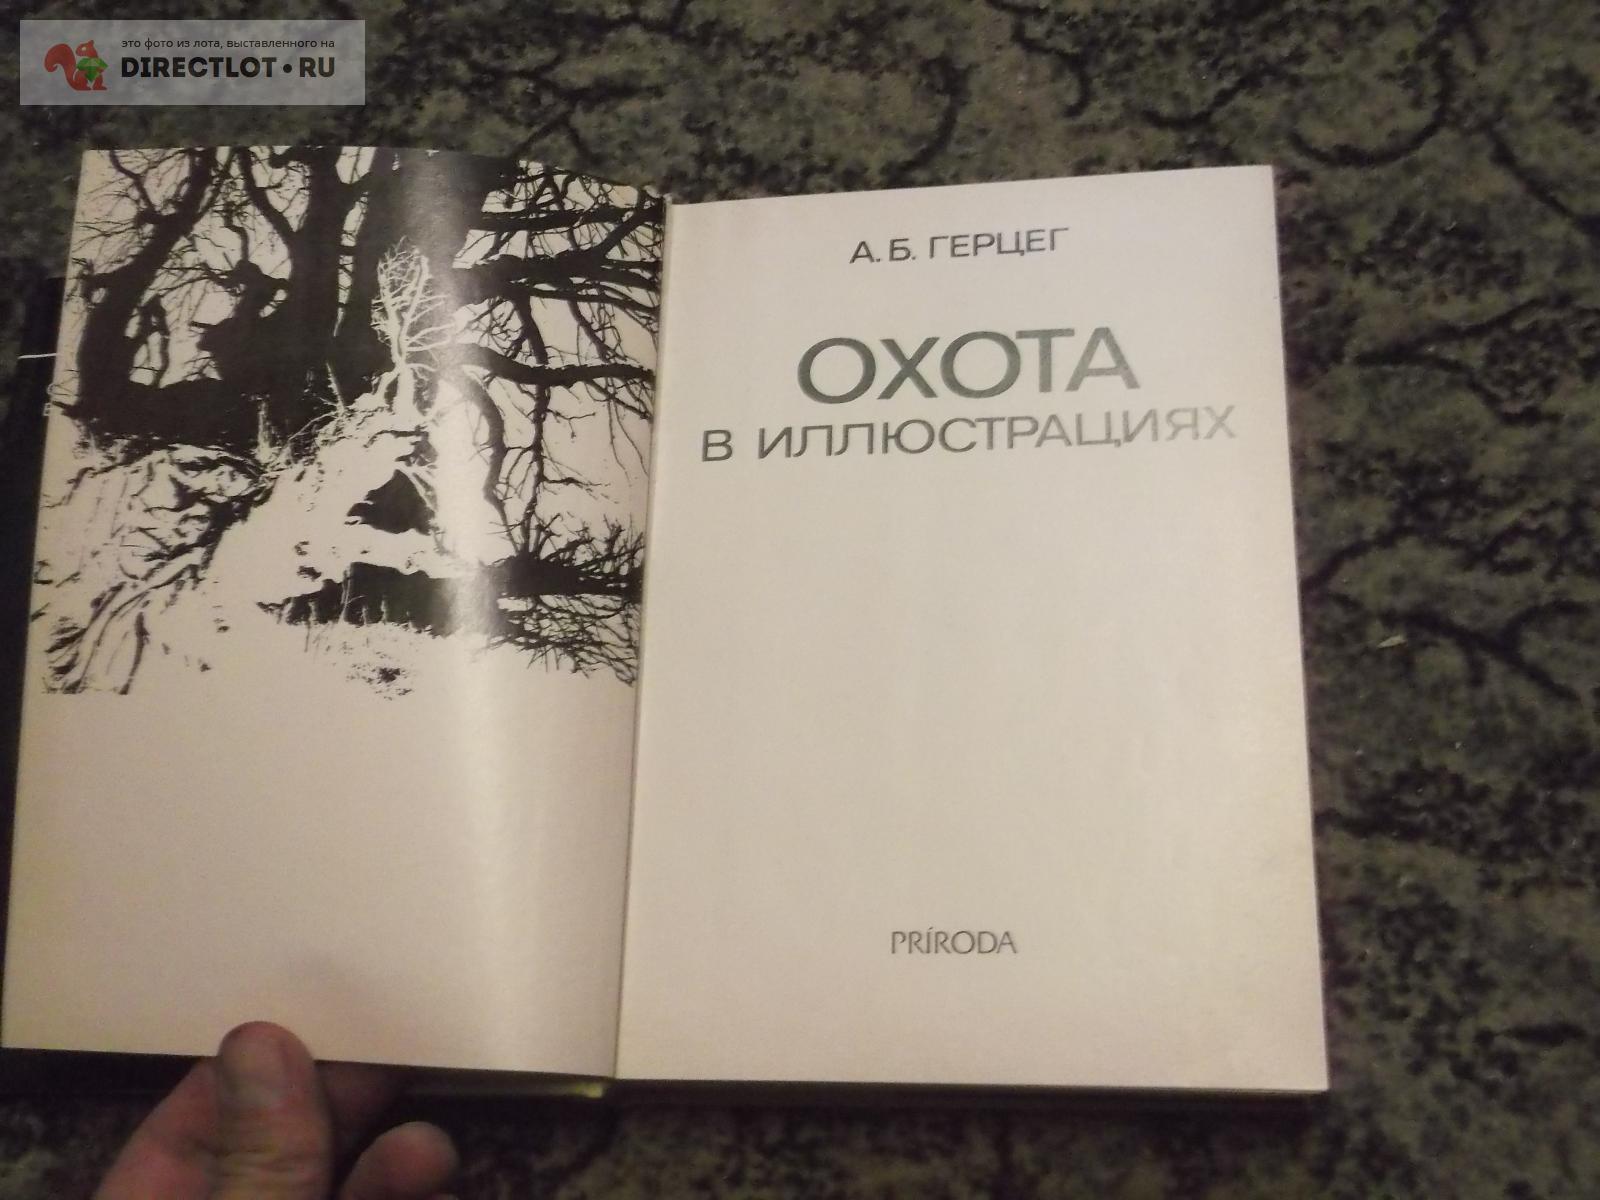 это фото из лота, выставленного на
DIRECTLOT•RU
А. Б. ГЕРЦЕГ
ОХОТА
В ИЛЛЮСТРАЦИЯХ
PRÍRODA